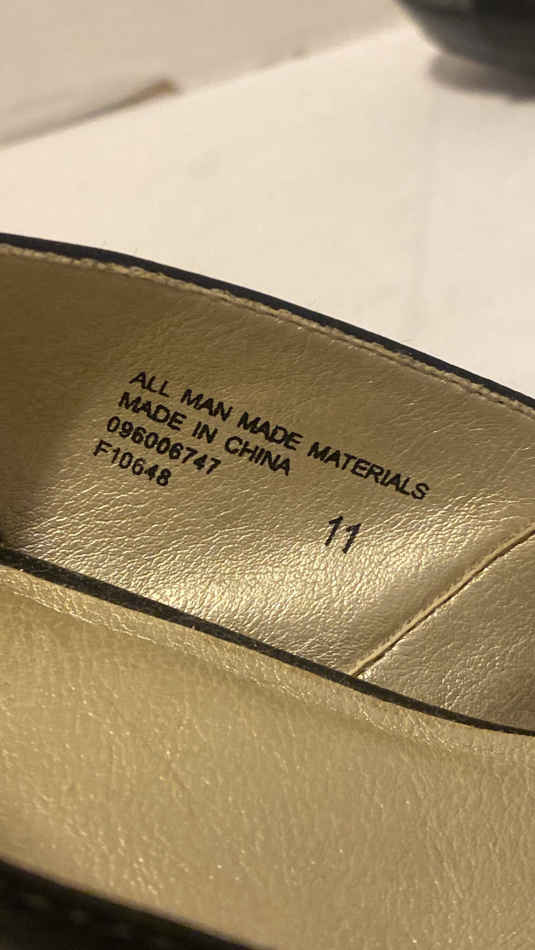 ALL MAN MADE MATERIALS
MADE IN CHINA
096006747
F10648
11